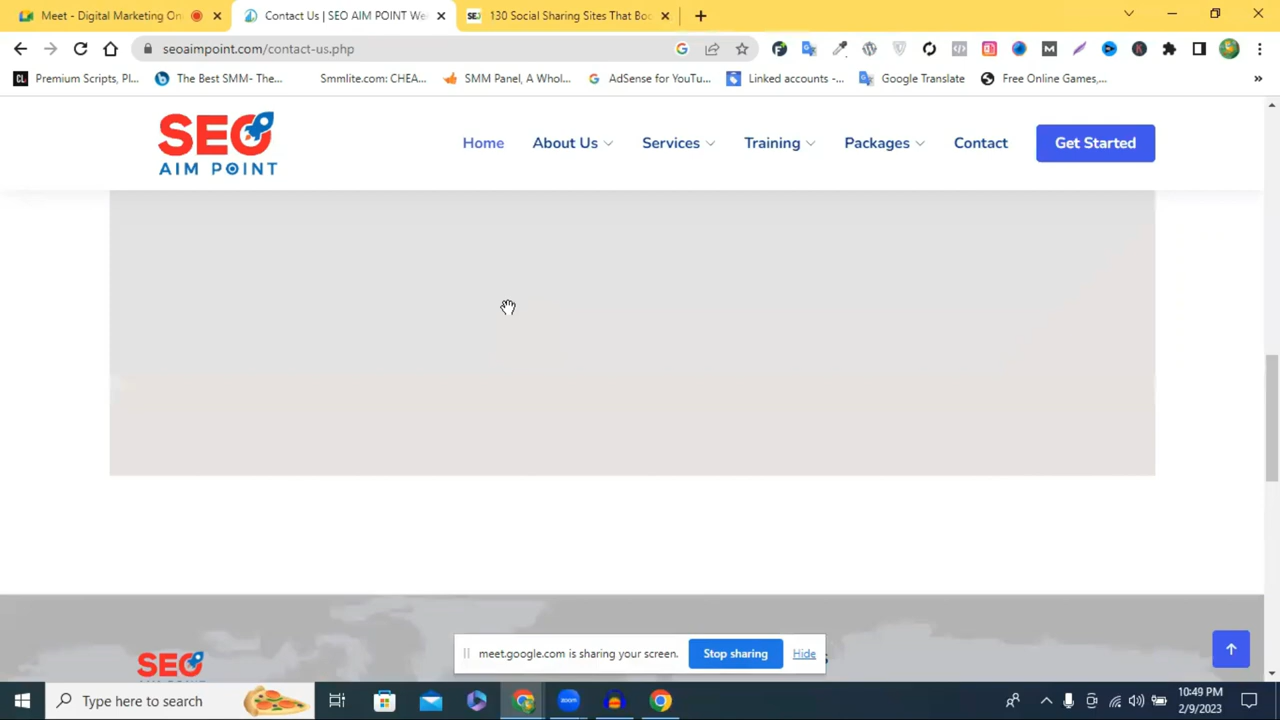 Meet - Digital Marketing On
Contact Us | SEO AIM POINT We
130 Social Sharing Sites That Boo
seoaimpoint.com/contact-us.php
Premium Scripts, Pl...
The Best SMM- The...
Smmlite.com: CHEA...
SMM Panel, A Whol...
AdSense for YouTu...
Linked accounts -...
Google Translate
Free Online Games,...
SEO
AIM POINT
Home
About Us
Services
Training
Packages
Contact
Get Started
SEO
meet.google.com is sharing your screen.
Stop sharing
Hide
Type here to search
10:49 PM
2/9/2023